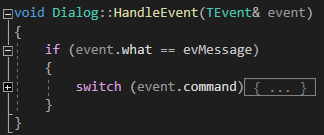 void Dialog::HandleEvent(TEvent& event)
{
if (event.what == evMessage)
{
switch (event.command) { ... }
}
}